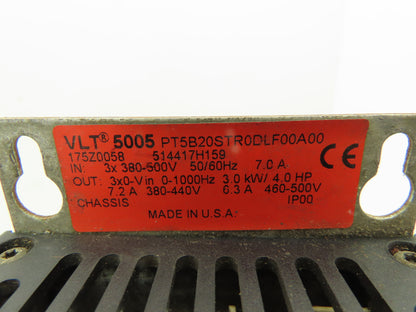 VLT® 5005 PT5B20STR0DLF00A00
175Z0058 514417H159
IN: 3x 380-500V 50/60Hz 7.0 A
OUT: 3x0-Vin 0-1000Hz 3.0 kW/ 4.0 HP
7.2 A 380-440V 6.3 A 460-500V
CHASSIS IP00
MADE IN U.S.A.
CE